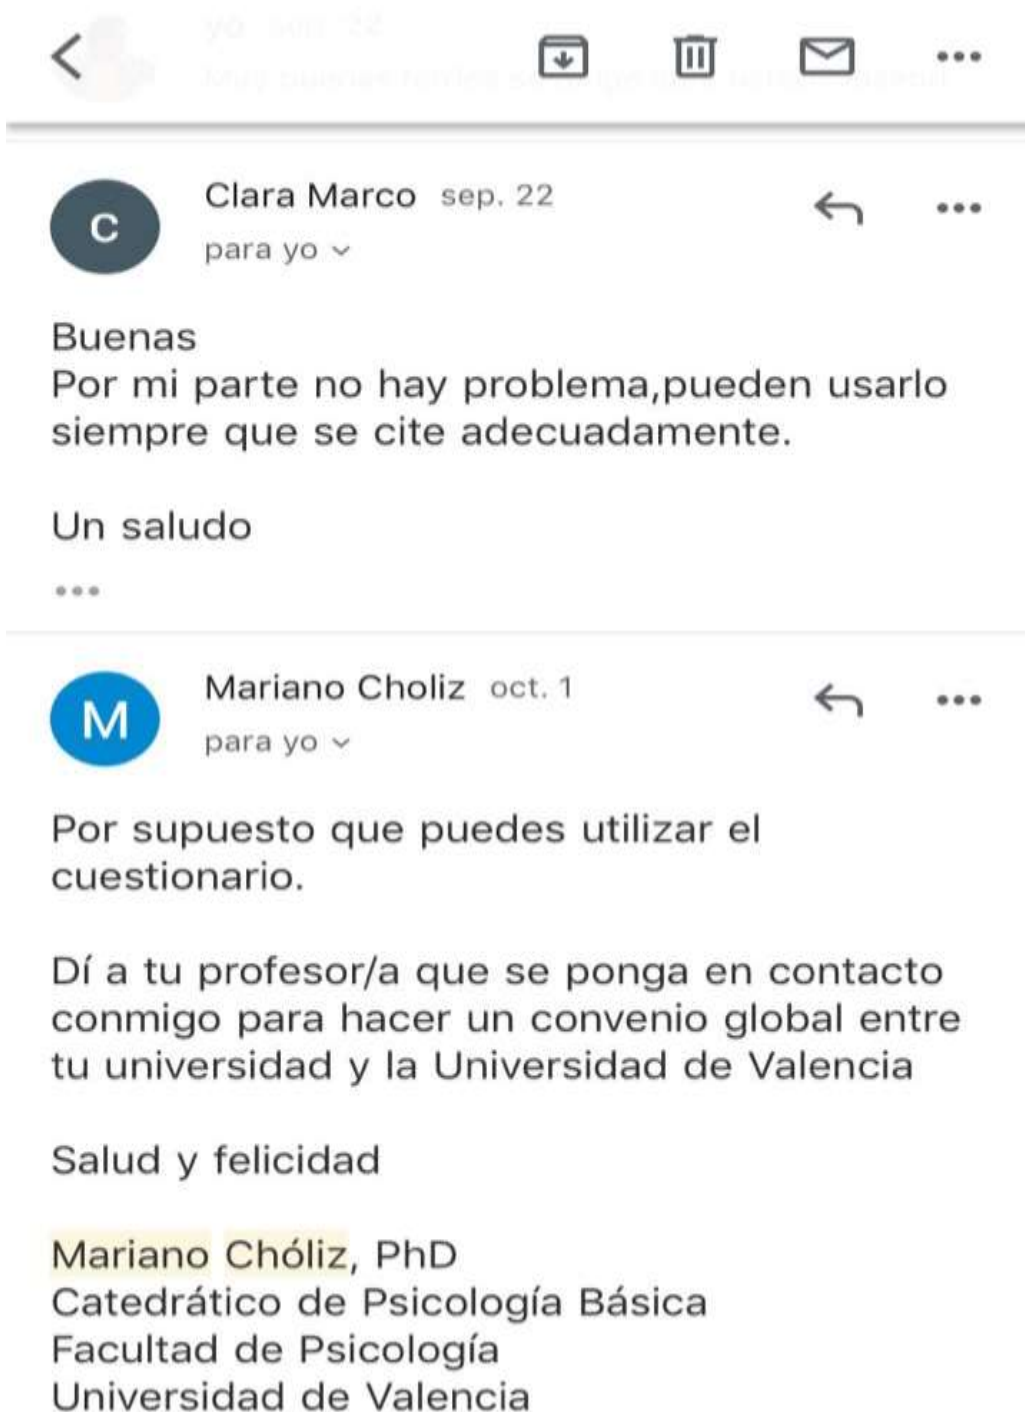 yo sep. 22
Clara Marco sep. 22
para yo
C
Buenas
Por mi parte no hay problema,pueden usarlo
siempre que se cite adecuadamente.
Un saludo
Mariano Choliz oct. 1
M
para yo
Por supuesto que puedes utilizar el
cuestionario.
Dí a tu profesor/a que se ponga en contacto
conmigo para hacer un convenio global entre
tu universidad y la Universidad de Valencia
Salud y felicidad
Mariano Chóliz, PhD
Catedrático de Psicología Básica
Facultad de Psicología
Universidad de Valencia